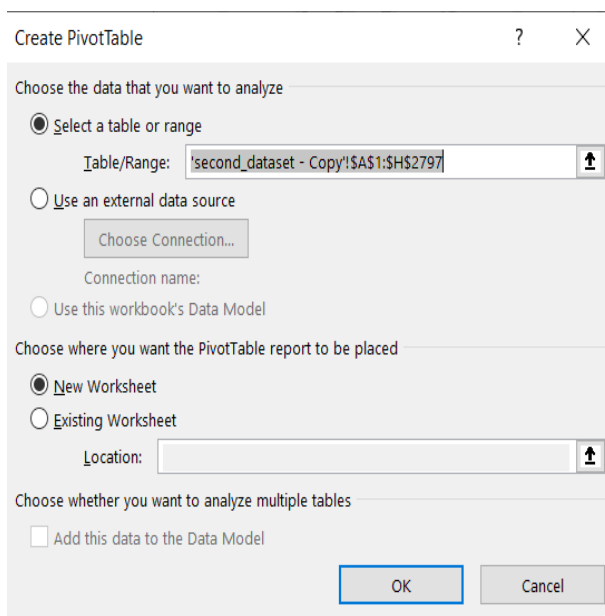 Create PivotTable ?
Choose the data that you want to analyze
Select a table or range
Table/Range: 'second_dataset - Copy'!$A$1:$H$2797
Use an external data source
Choose Connection...
Connection name:
Use this workbook's Data Model
Choose where you want the PivotTable report to be placed
New Worksheet
Existing Worksheet
Location:
Choose whether you want to analyze multiple tables
Add this data to the Data Model
OK Cancel